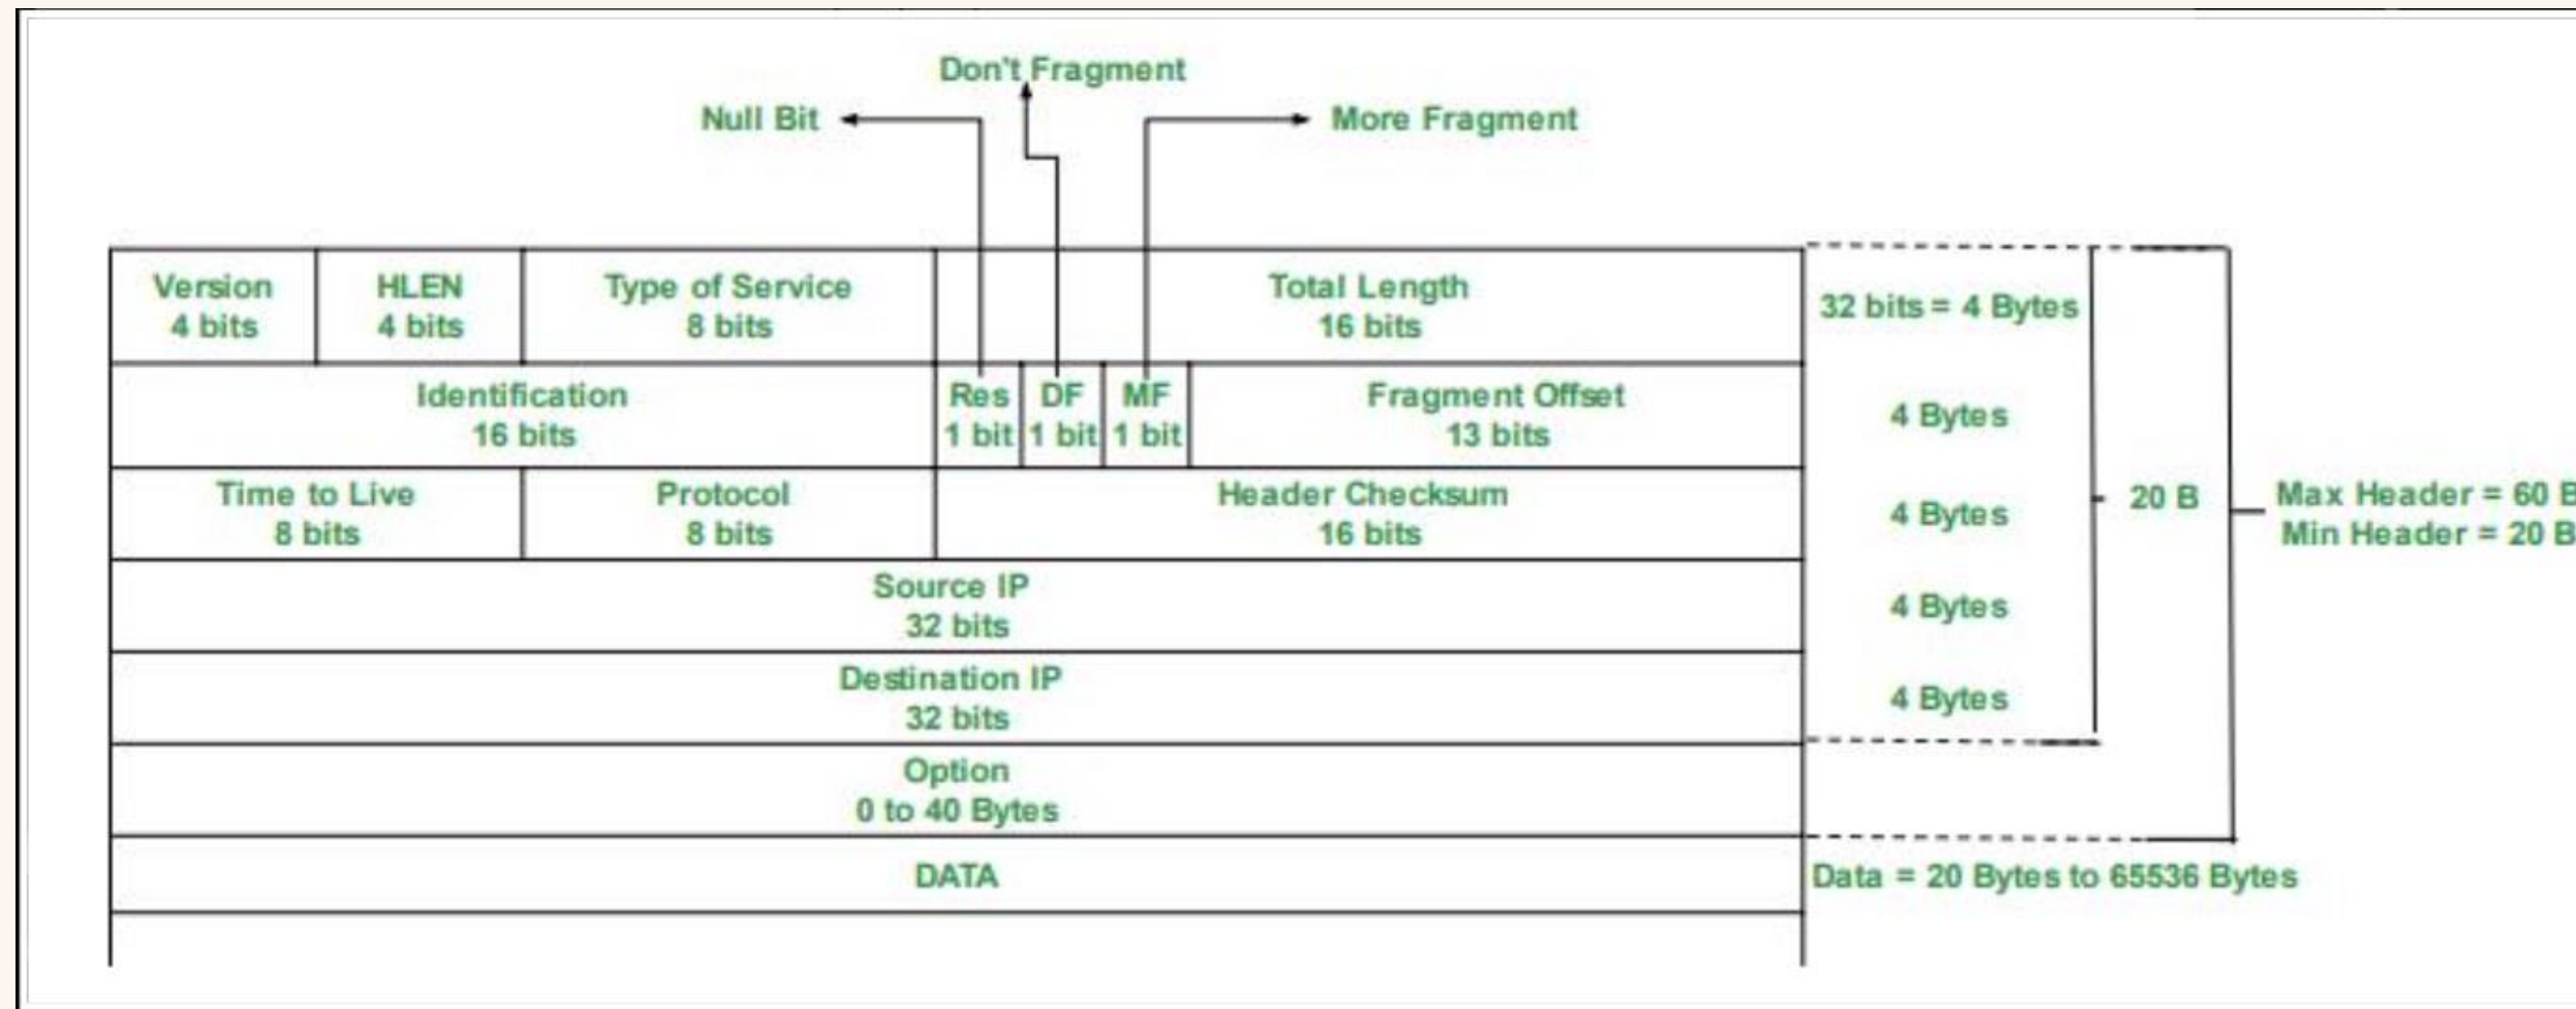 Don't Fragment
Null Bit
More Fragment
Version
4 bits
HLEN
4 bits
Type of Service
8 bits
Total Length
16 bits
32 bits = 4 Bytes
Identification
16 bits
Res
1 bit
DF
1 bit
MF
1 bit
Fragment Offset
13 bits
4 Bytes
Time to Live
8 bits
Protocol
8 bits
Header Checksum
16 bits
4 Bytes
20 B
Max Header = 60 B
Min Header = 20 B
Source IP
32 bits
4 Bytes
Destination IP
32 bits
4 Bytes
Option
0 to 40 Bytes
DATA
Data = 20 Bytes to 65536 Bytes